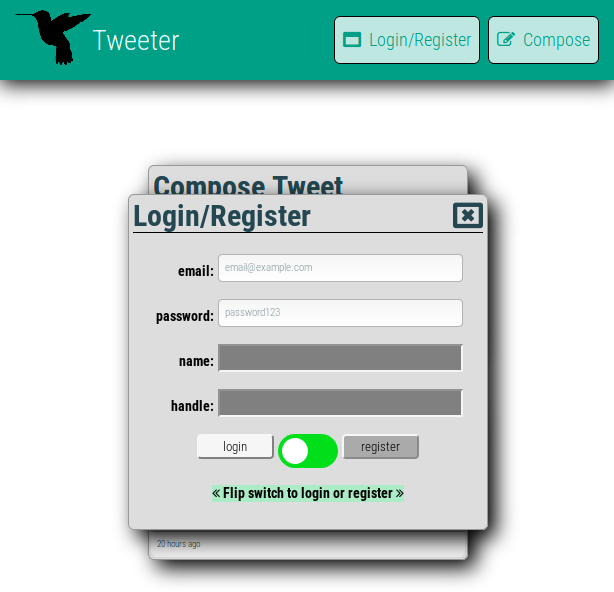 Tweeter
Login/Register
Compose
Compose Tweet
Login/Register
email:
email@example.com
password:
password123
name:
handle:
login
register
« Flip switch to login or register »
20 hours ago